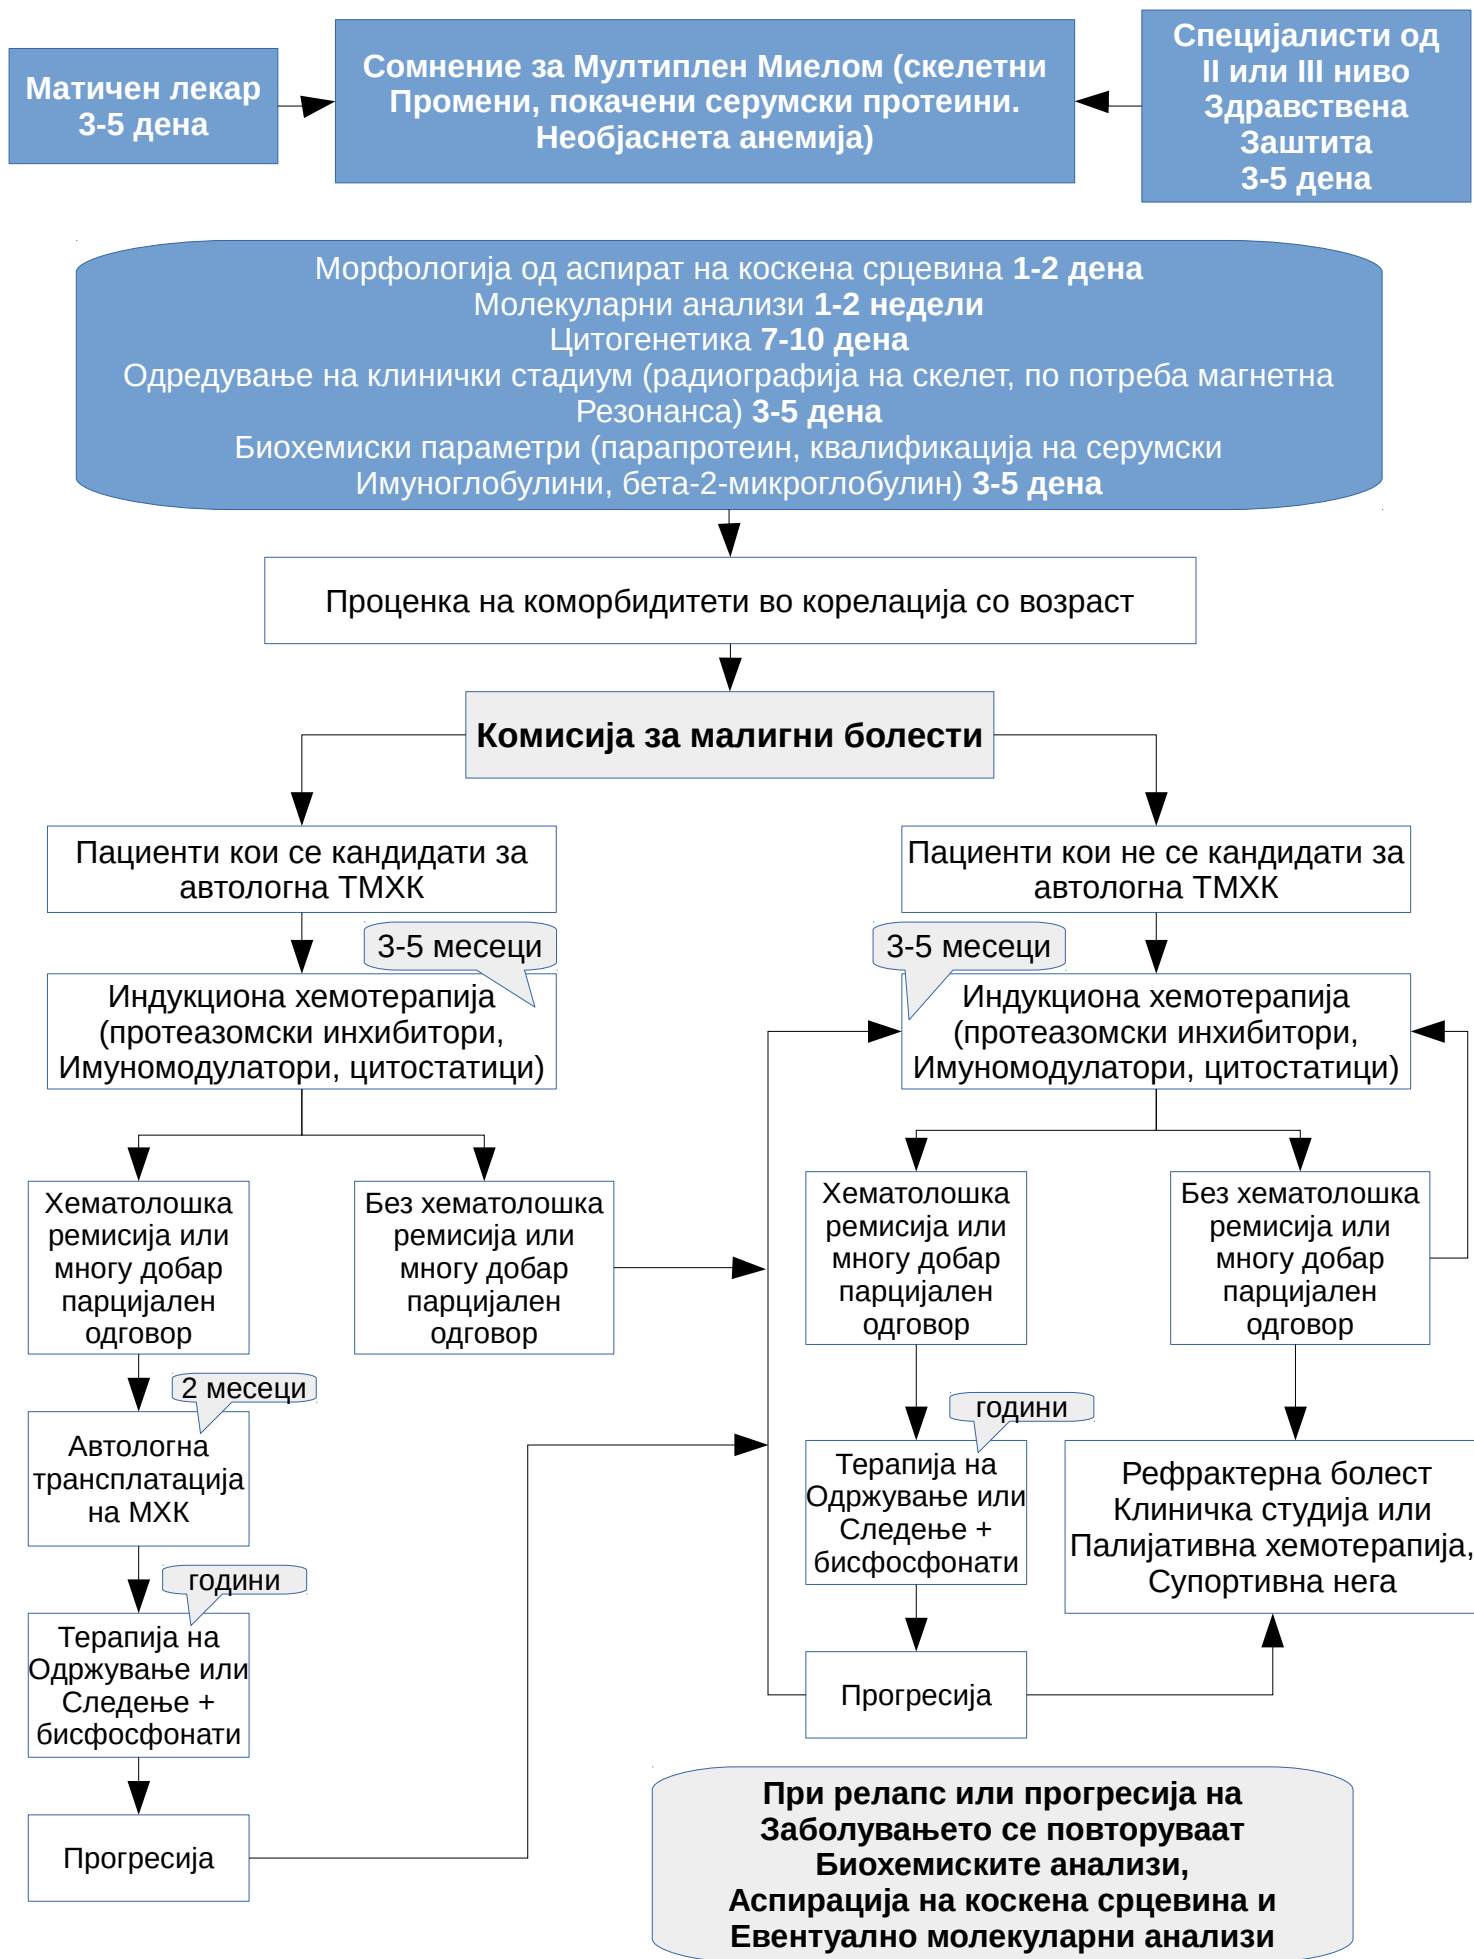 Матичен лекар
3-5 дена
Сомнение за Мултиплен Миелом (скелетни
Промени, покачени серумски протеини.
Необјаснета анемија)
Специјалисти од
II или III ниво
Здравствена
Заштита
3-5 дена
Морфологија од аспират на коскена срцевина 1-2 дена
Молекуларни анализи 1-2 недели
Цитогенетика 7-10 дена
Одредување на клинички стадиум (радиографија на скелет, по потреба магнетна
Резонанса) 3-5 дена
Биохемиски параметри (парапротеин, квалификација на серумски
Имуноглобулини, бета-2-микроглобулин) 3-5 дена
Проценка на коморбидитети во корелација со возраст
Комисија за малигни болести
Пациенти кои се кандидати за
автологна ТМХК
3-5 месеци
Индукциона хемотерапија
(протеазомски инхибитори,
Имуномодулатори, цитостатици)
Хематолошка
ремисија или
многу добар
парцијален
одговор
Без хематолошка
ремисија или
многу добар
парцијален
одговор
2 месеци
Автологна
трансплатација
на МХК
години
Терапија на
Одржување или
Следење +
бисфосфонати
Прогресија
Пациенти кои не се кандидати за
автологна ТМХК
3-5 месеци
Индукциона хемотерапија
(протеазомски инхибитори,
Имуномодулатори, цитостатици)
Хематолошка
ремисија или
многу добар
парцијален
одговор
Без хематолошка
ремисија или
многу добар
парцијален
одговор
години
Терапија на
Одржување или
Следење +
бисфосфонати
Рефрактерна болест
Клиничка студија или
Палијативна хемотерапија,
Супортивна нега
Прогресија
При релапс или прогресија на
Заболувањето се повторуваат
Биохемиските анализи,
Аспирација на коскена срцевина и
Евентуално молекуларни анализи